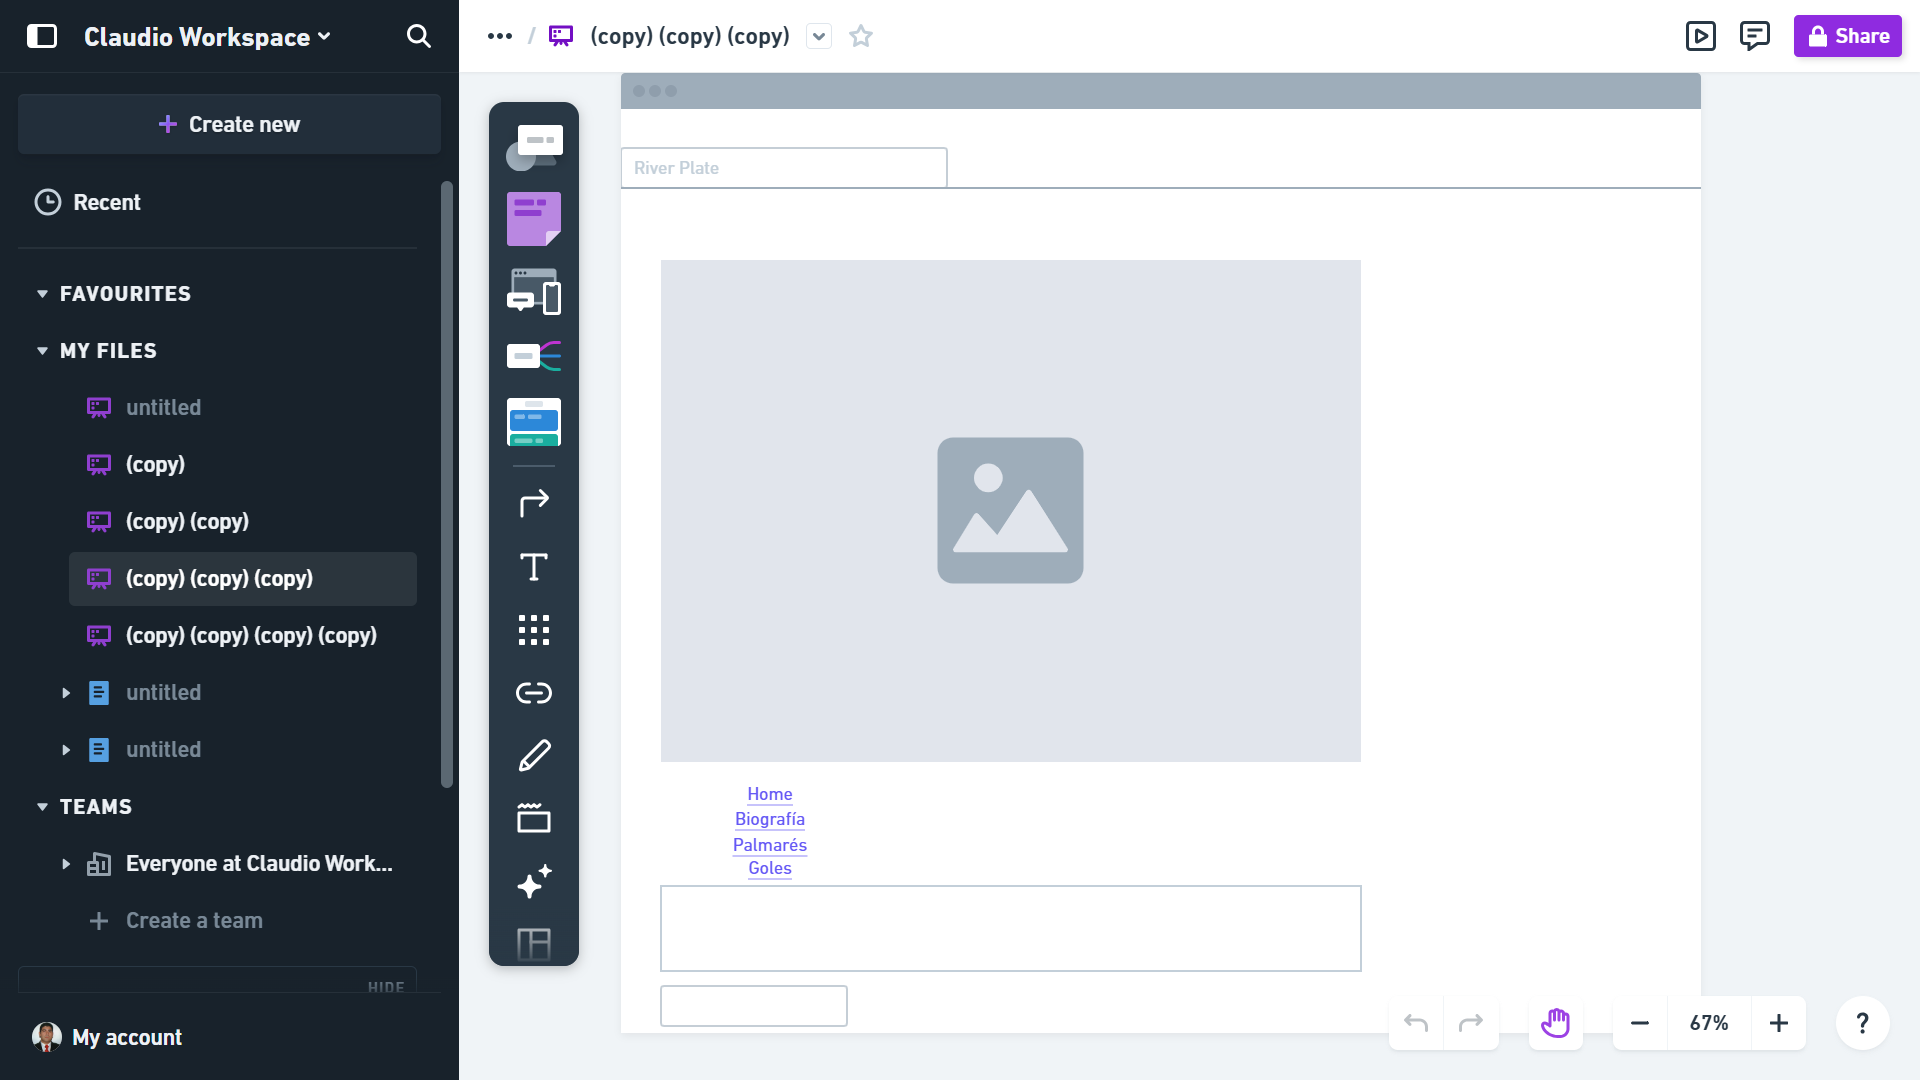 Claudio Workspace
/ (copy) (copy) (copy)
Share
Create new
Recent
FAVOURITES
MY FILES
untitled
(copy)
(copy) (copy)
(copy) (copy) (copy)
(copy) (copy) (copy) (copy)
untitled
untitled
TEAMS
Everyone at Claudio Work...
Create a team
HIDE
My account
River Plate
Home
Biografía
Palmarés
Goles
67%
?